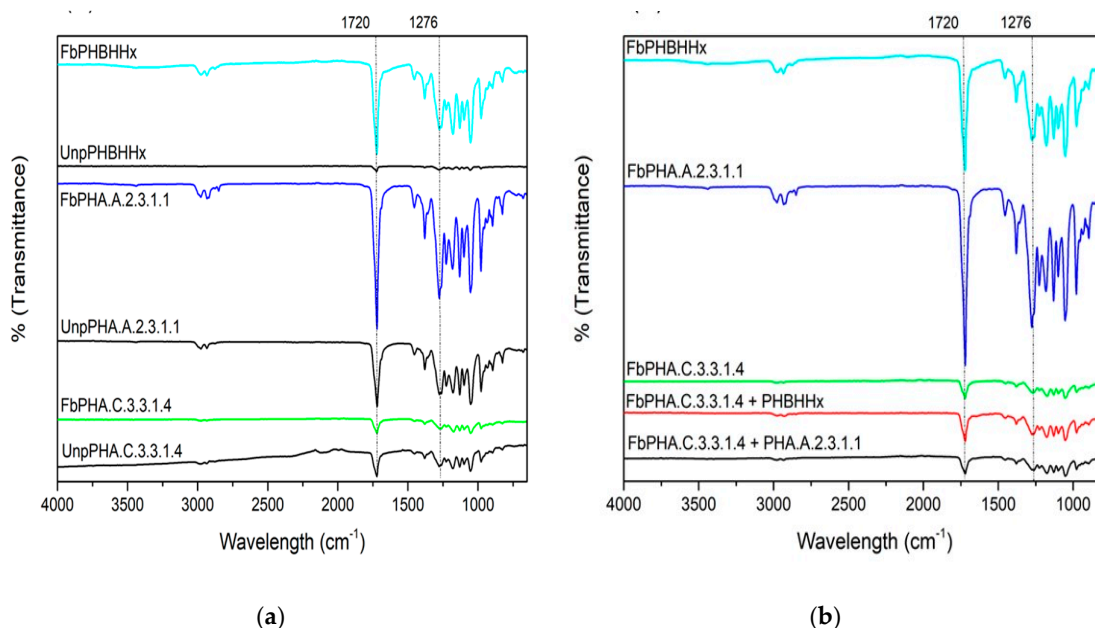 1720 1276
FbPHBHHx
UnpPHBHHx
FbPHA.A.2.3.1.1
UnpPHA.A.2.3.1.1
FbPHA.C.3.3.1.4
UnpPHA.C.3.3.1.4
% (Transmittance)
4000 3500 3000 2500 2000 1500 1000
Wavelength (cm-1)
(a)
1720 1276
FbPHBHHx
FbPHA.A.2.3.1.1
FbPHA.C.3.3.1.4
FbPHA.C.3.3.1.4 + PHBHHx
FbPHA.C.3.3.1.4 + PHA.A.2.3.1.1
% (Transmittance)
4000 3500 3000 2500 2000 1500 1000
Wavelength (cm-1)
(b)